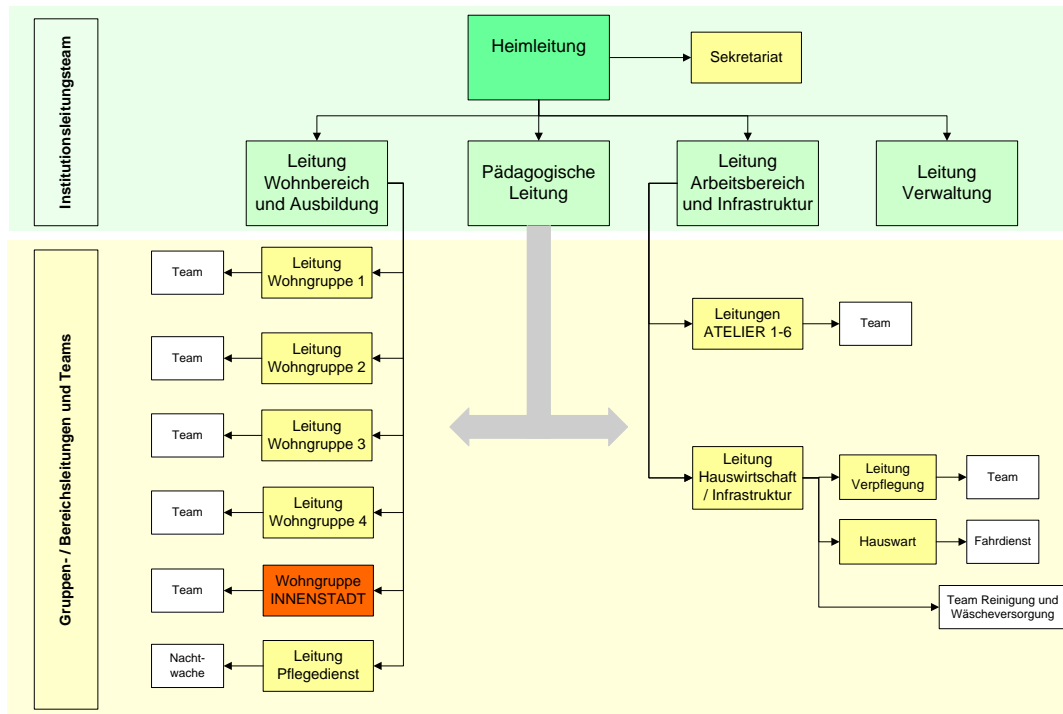 Institutionsleitungsteam
Heimleitung
Sekretariat
Leitung
Wohnbereich
und Ausbildung
Pädagogische
Leitung
Leitung
Arbeitsbereich
und Infrastruktur
Leitung
Verwaltung
Gruppen- / Bereichsleitungen und Teams
Team
Leitung
Wohngruppe 1
Team
Leitung
Wohngruppe 2
Team
Leitung
Wohngruppe 3
Team
Leitung
Wohngruppe 4
Team
Wohngruppe
INNENSTADT
Nacht-
wache
Leitung
Pflegedienst
Leitungen
ATELIER 1-6
Team
Leitung
Hauswirtschaft
/ Infrastruktur
Leitung
Verpflegung
Team
Hauswart
Fahrdienst
Team Reinigung und
Wäscheversorgung